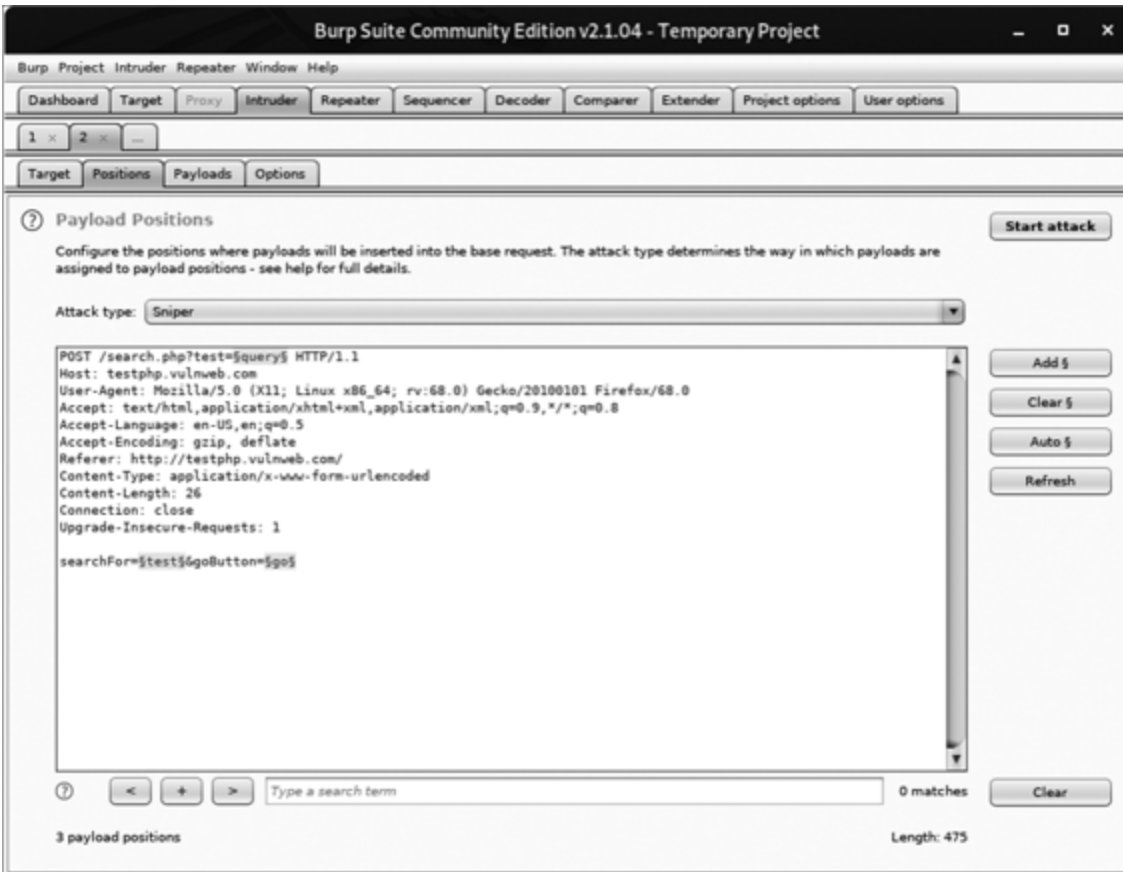 Burp Suite Community Edition v2.1.04 - Temporary Project
Burp Project Intruder Repeater Window Help
Dashboard Target Proxy Intruder Repeater Sequencer Decoder Comparer Extender Project options User options
1 × 2 × ...
Target Positions Payloads Options
? Payload Positions
Start attack
Configure the positions where payloads will be inserted into the base request. The attack type determines the way in which payloads are
assigned to payload positions - see help for full details.
Attack type: Sniper
POST /search.php?test=§query§ HTTP/1.1
Host: testphp.vulnweb.com
User-Agent: Mozilla/5.0 (X11; Linux x86_64; rv:68.0) Gecko/20100101 Firefox/68.0
Accept: text/html,application/xhtml+xml,application/xml;q=0.9,*/*;q=0.8
Accept-Language: en-US,en;q=0.5
Accept-Encoding: gzip, deflate
Referer: http://testphp.vulnweb.com/
Content-Type: application/x-www-form-urlencoded
Content-Length: 26
Connection: close
Upgrade-Insecure-Requests: 1
searchFor=§test§&goButton=§go§
Add §
Clear §
Auto §
Refresh
? < + > Type a search term 0 matches Clear
3 payload positions Length: 475